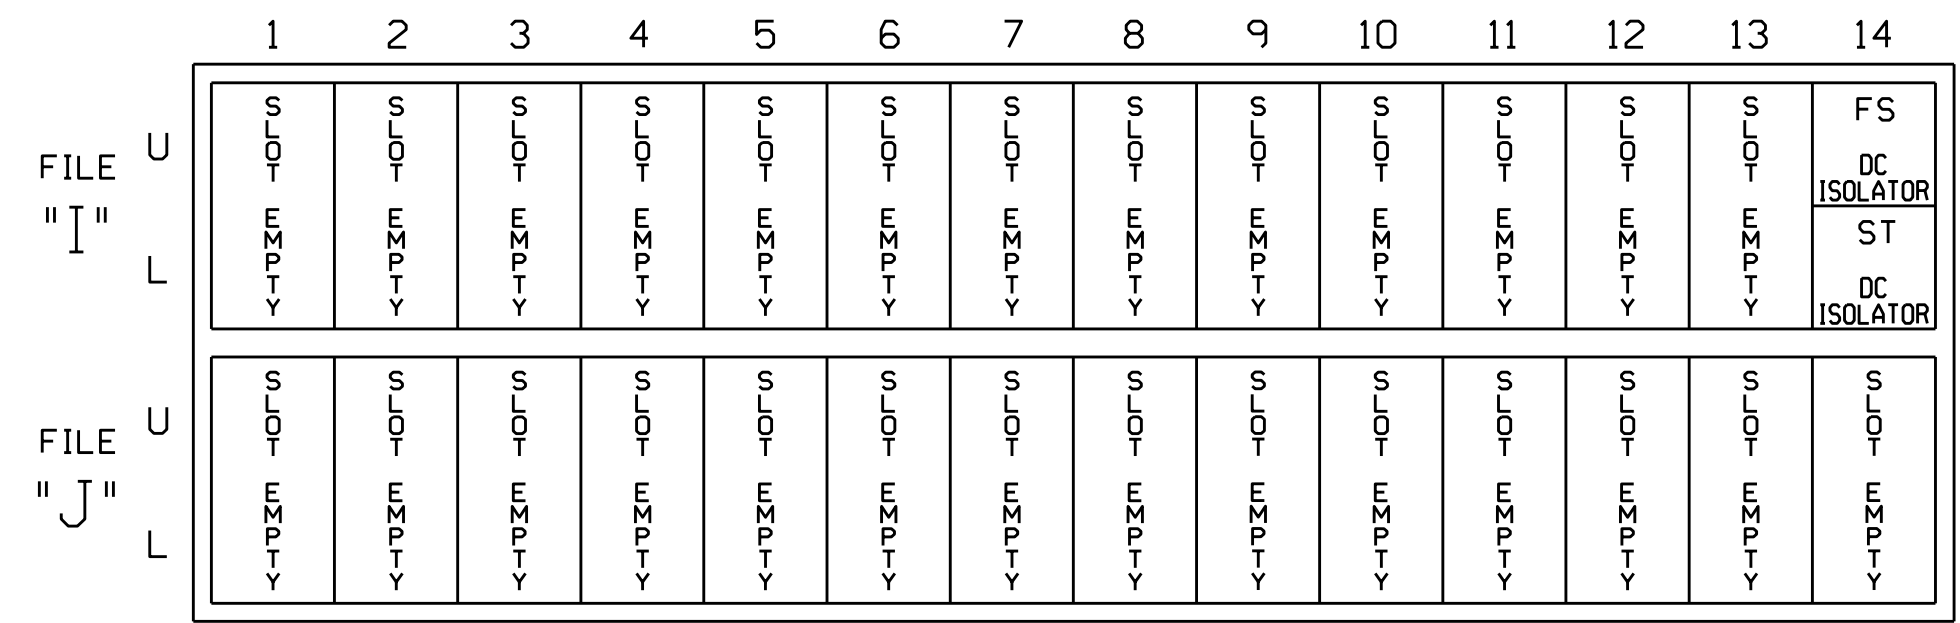 1 2 3 4 5 6 7 8 9 10 11 12 13 14
FILE "I"
U
L
SLOT EMPTY SLOT EMPTY SLOT EMPTY SLOT EMPTY SLOT EMPTY SLOT EMPTY SLOT EMPTY SLOT EMPTY SLOT EMPTY SLOT EMPTY SLOT EMPTY SLOT EMPTY SLOT EMPTY
FS
DC
ISOLATOR
ST
DC
ISOLATOR
FILE "J"
U
L
SLOT EMPTY SLOT EMPTY SLOT EMPTY SLOT EMPTY SLOT EMPTY SLOT EMPTY SLOT EMPTY SLOT EMPTY SLOT EMPTY SLOT EMPTY SLOT EMPTY SLOT EMPTY SLOT EMPTY SLOT EMPTY